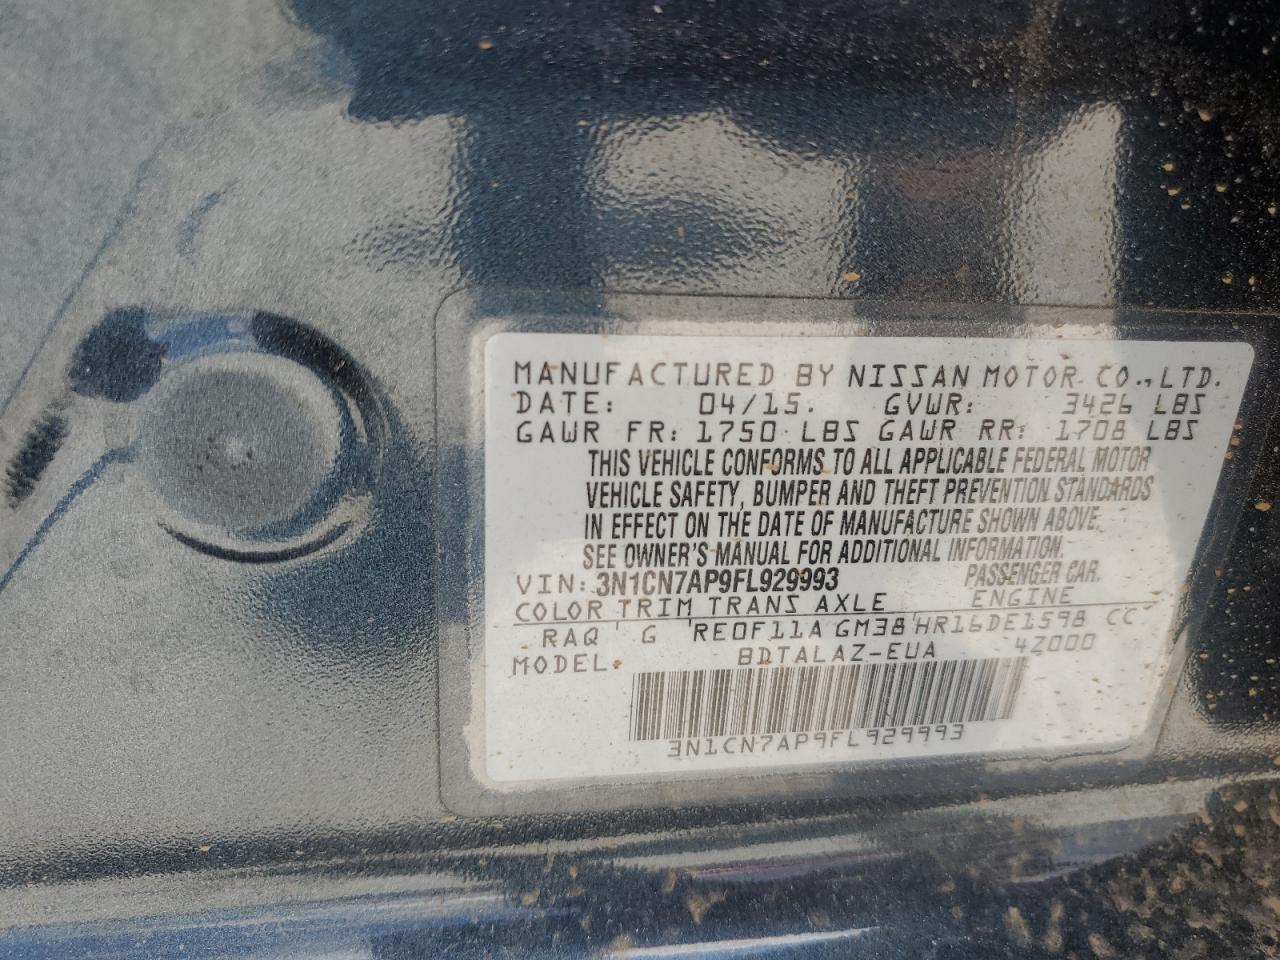 MANUFACTURED BY NISSAN MOTOR CO., LTD.
DATE: 04/15. GVWR: 3426 LBS
GAWR FR: 1750 LBS GAWR RR: 1708 LBS
THIS VEHICLE CONFORMS TO ALL APPLICABLE FEDERAL MOTOR
VEHICLE SAFETY, BUMPER AND THEFT PREVENTION STANDARDS
IN EFFECT ON THE DATE OF MANUFACTURE SHOWN ABOVE.
SEE OWNER'S MANUAL FOR ADDITIONAL INFORMATION.
VIN: 3N1CN7AP9FL929993 PASSENGER CAR.
COLOR TRIM TRANS AXLE ENGINE
RAQ G RE0F11A GM38 HR16DE1598 CC
MODEL. BDTALAZ-EUA 4Z000
3N1CN7AP9FL929993